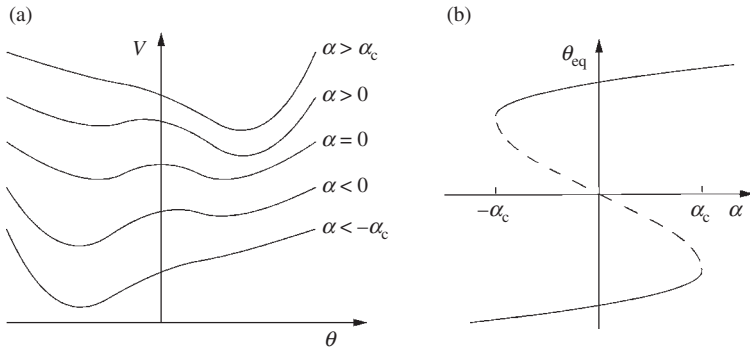 (a)
V
α > αc
α > 0
α = 0
α < 0
α < −αc
θ
(b)
θeq
−αc
αc
α